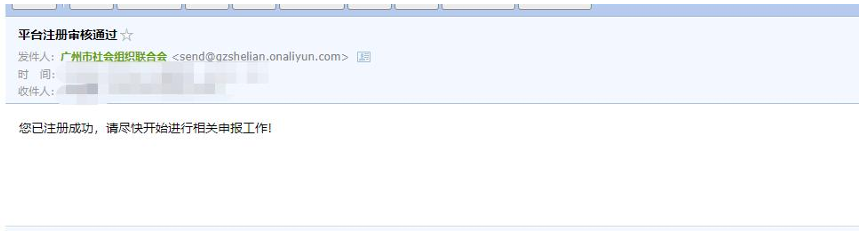 平台注册审核通过☆
发件人：广州市社会组织联合会 <send@gzshelian.onaliyun.com>
时　间：
收件人：
您已注册成功，请尽快开始进行相关申报工作!